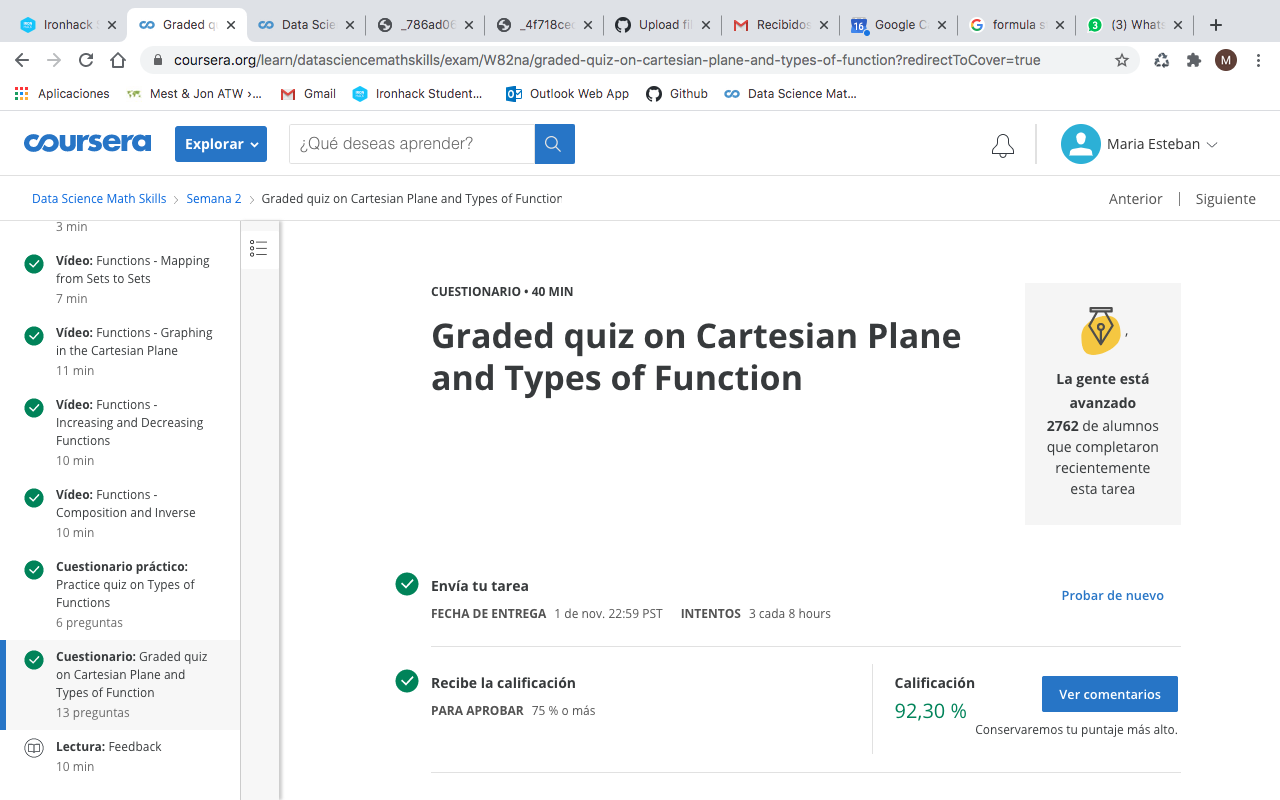 Ironhack
Graded q
Data Scie
_786ad06
_4f718ced
Upload fil
Recibidos
16
Google C
formula s
3
(3) Whats
coursera.org/learn/datasciencemathskills/exam/W82na/graded-quiz-on-cartesian-plane-and-types-of-function?redirectToCover=true
M
Aplicaciones
Mest & Jon ATW ›...
Gmail
Ironhack Student...
Outlook Web App
Github
Data Science Mat...
coursera
Explorar
¿Qué deseas aprender?
Maria Esteban
Data Science Math Skills
Semana 2
Graded quiz on Cartesian Plane and Types of Function
Anterior
Siguiente
3 min
Vídeo: Functions - Mapping
from Sets to Sets
7 min
Vídeo: Functions - Graphing
in the Cartesian Plane
11 min
Vídeo: Functions -
Increasing and Decreasing
Functions
10 min
Vídeo: Functions -
Composition and Inverse
10 min
Cuestionario práctico:
Practice quiz on Types of
Functions
6 preguntas
Cuestionario: Graded quiz
on Cartesian Plane and
Types of Function
13 preguntas
Lectura: Feedback
10 min
CUESTIONARIO • 40 MIN
Graded quiz on Cartesian Plane
and Types of Function
,
La gente está
avanzado
2762 de alumnos
que completaron
recientemente
esta tarea
Envía tu tarea
FECHA DE ENTREGA 1 de nov. 22:59 PST INTENTOS 3 cada 8 hours
Probar de nuevo
Recibe la calificación
PARA APROBAR 75 % o más
Calificación
92,30 %
Ver comentarios
Conservaremos tu puntaje más alto.